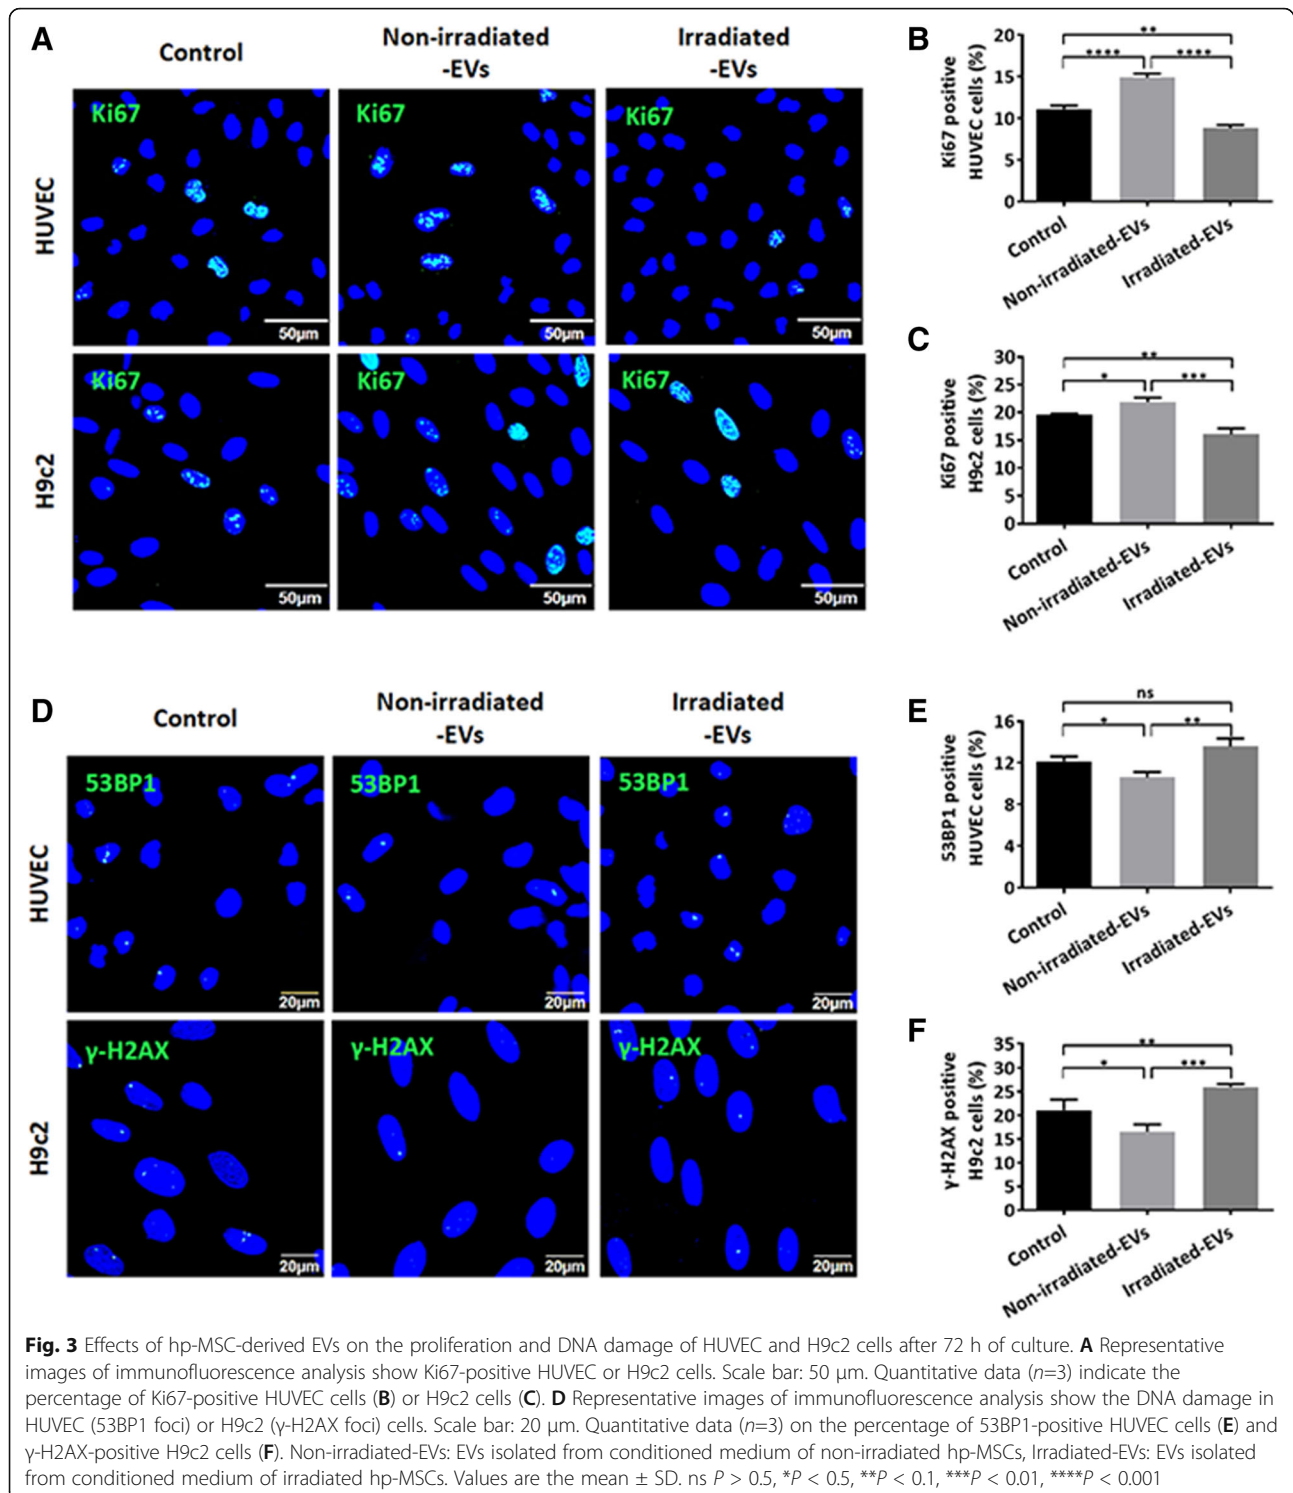 A
Control
Non-irradiated
-EVs
Irradiated
-EVs
HUVEC
Ki67
50µm
Ki67
50µm
Ki67
50µm
H9c2
Ki67
50µm
Ki67
50µm
Ki67
50µm
B
Ki67 positive
HUVEC cells (%)
20
15
10
5
0
**
****
****
Control
Non-irradiated-EVs
Irradiated-EVs
C
Ki67 positive
H9c2 cells (%)
30
25
20
15
10
5
0
**
*
***
Control
Non-irradiated-EVs
Irradiated-EVs
D
Control
Non-irradiated
-EVs
Irradiated
-EVs
HUVEC
53BP1
20µm
53BP1
20µm
53BP1
20µm
H9c2
γ-H2AX
20µm
γ-H2AX
20µm
γ-H2AX
20µm
E
53BP1 positive
HUVEC cells (%)
16
12
8
4
0
ns
*
**
Control
Non-irradiated-EVs
Irradiated-EVs
F
γ-H2AX positive
H9c2 cells (%)
35
30
25
20
15
10
5
0
**
*
***
Control
Non-irradiated-EVs
Irradiated-EVs
Fig. 3 Effects of hp-MSC-derived EVs on the proliferation and DNA damage of HUVEC and H9c2 cells after 72 h of culture. A Representative
images of immunofluorescence analysis show Ki67-positive HUVEC or H9c2 cells. Scale bar: 50 µm. Quantitative data (n=3) indicate the
percentage of Ki67-positive HUVEC cells (B) or H9c2 cells (C). D Representative images of immunofluorescence analysis show the DNA damage in
HUVEC (53BP1 foci) or H9c2 (γ-H2AX foci) cells. Scale bar: 20 µm. Quantitative data (n=3) on the percentage of 53BP1-positive HUVEC cells (E) and
γ-H2AX-positive H9c2 cells (F). Non-irradiated-EVs: EVs isolated from conditioned medium of non-irradiated hp-MSCs, Irradiated-EVs: EVs isolated
from conditioned medium of irradiated hp-MSCs. Values are the mean ± SD. ns P > 0.5, *P < 0.5, **P < 0.1, ***P < 0.01, ****P < 0.001